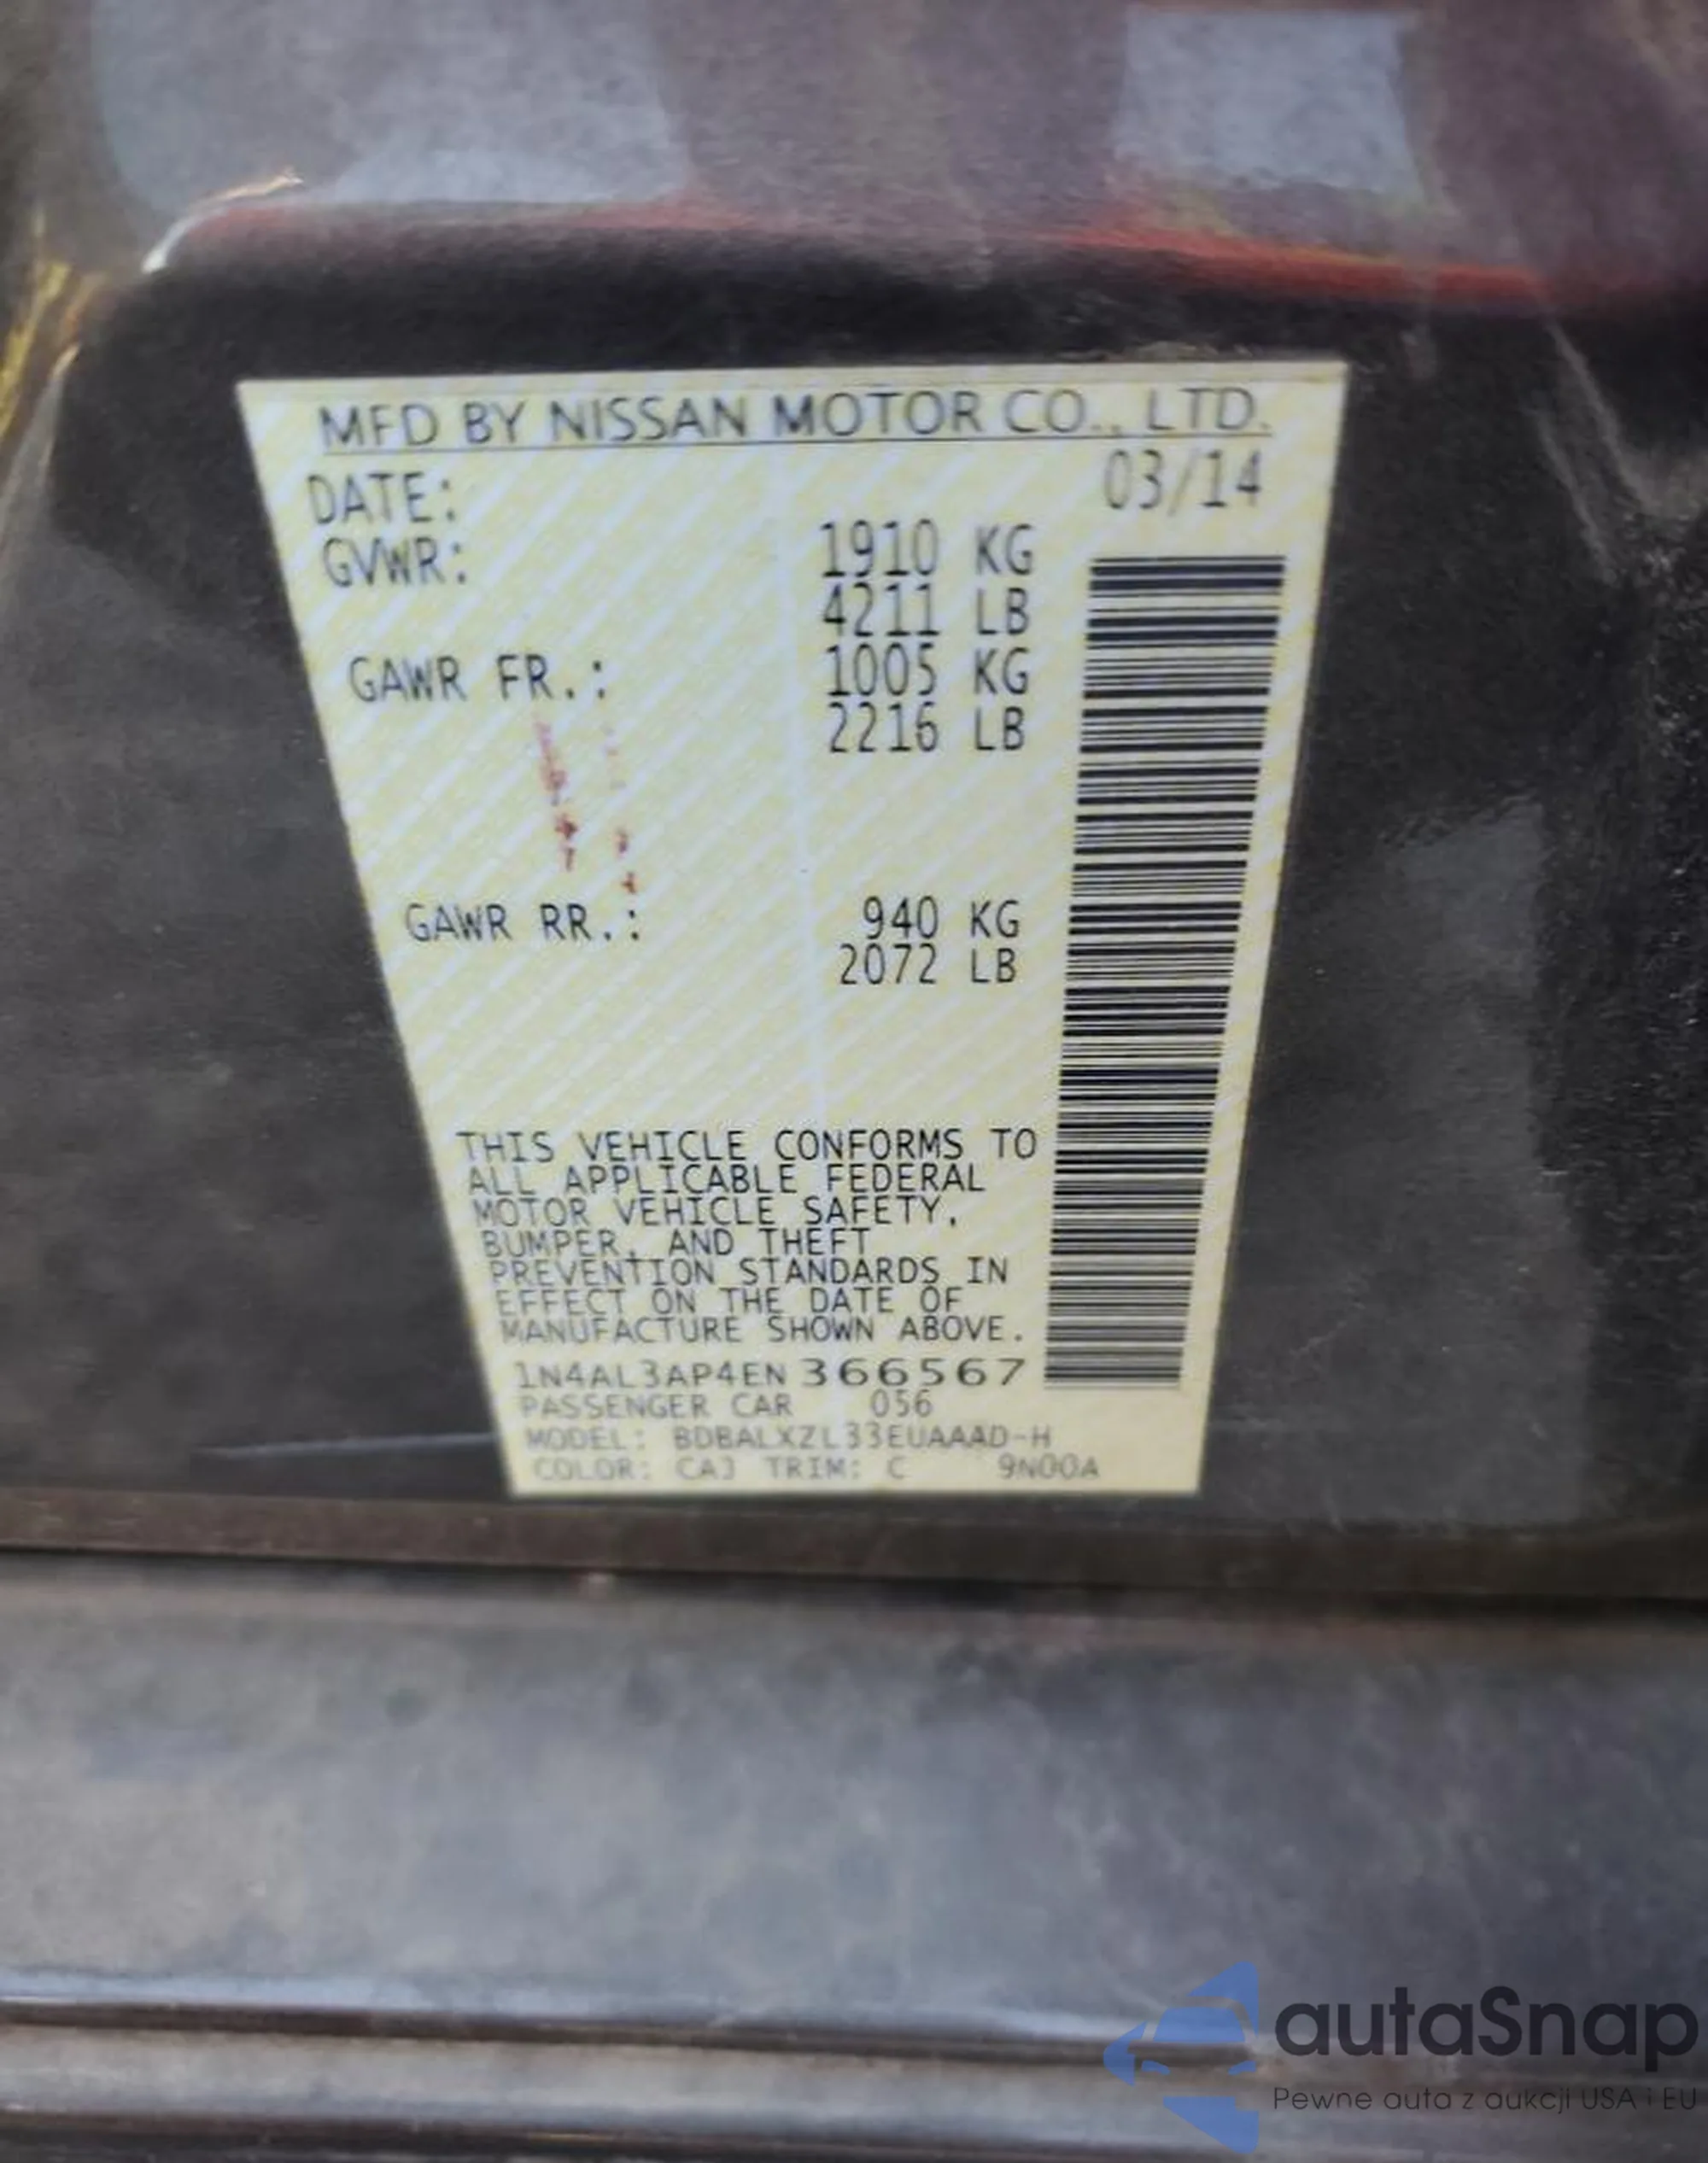 MFD BY NISSAN MOTOR CO., LTD.
DATE: 03/14
GVWR: 1910 KG
4211 LB
GAWR FR.: 1005 KG
2216 LB
GAWR RR.: 940 KG
2072 LB
THIS VEHICLE CONFORMS TO
ALL APPLICABLE FEDERAL
MOTOR VEHICLE SAFETY,
BUMPER, AND THEFT
PREVENTION STANDARDS IN
EFFECT ON THE DATE OF
MANUFACTURE SHOWN ABOVE.
1N4AL3AP4EN366567
PASSENGER CAR 056
MODEL: BDBALXZL33EUAAAD-H
COLOR: CAJ TRIM: C 9N00A
autaSnap
Pewne auta z aukcji USA i EU